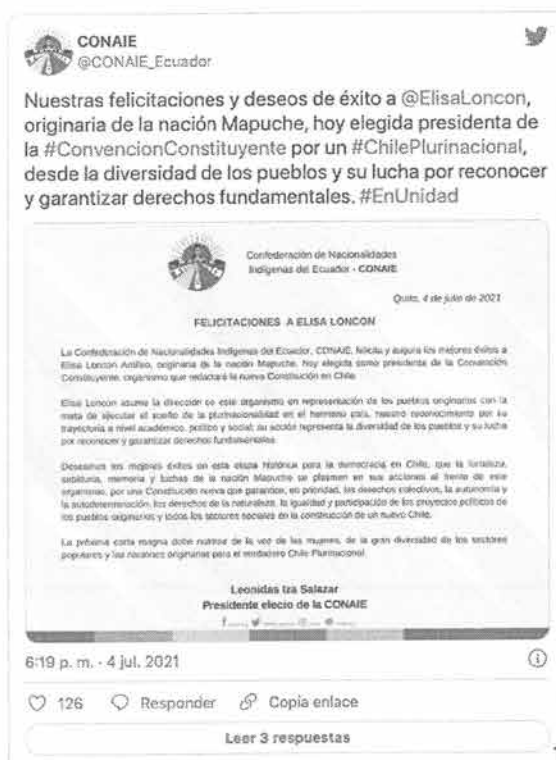 CONAIE
@CONAIE_Ecuador
Nuestras felicitaciones y deseos de éxito a @ElisaLoncon,
originaria de la nación Mapuche, hoy elegida presidenta de
la #ConvencionConstituyente por un #ChilePlurinacional,
desde la diversidad de los pueblos y su lucha por reconocer
y garantizar derechos fundamentales. #EnUnidad
Confederación de Nacionalidades
Indígenas del Ecuador - CONAIE
Quito, 4 de julio de 2021
FELICITACIONES A ELISA LONCON
La Confederación de Nacionalidades Indígenas del Ecuador, CONAIE, felicita y augura los mejores éxitos a
Elisa Loncon Antileo, originaria de la nación Mapuche. Hoy elegida como presidenta de la Convención
Constituyente, organismo que redactará la nueva Constitución en Chile.
Elisa Loncon asume la dirección de este organismo en representación de los pueblos originarios con la
meta de ejecutar el sueño de la plurinacionalidad en el hermano país, nuestro reconocimiento por su
trayectoria a nivel académico, político y social; su acción representa la diversidad de los pueblos y su lucha
por reconocer y garantizar derechos fundamentales.
Deseamos los mejores éxitos en esta etapa histórica para la democracia en Chile, que la fortaleza,
sabiduría, memoria y luchas de la nación Mapuche se plasmen en sus acciones al frente de este
organismo, por una Constitución nueva que garantice, en prioridad, los derechos colectivos, la autonomía y
la autodeterminación, los derechos de la naturaleza, la igualdad y participación de los proyectos políticos de
los pueblos originarios y todos los sectores sociales en la construcción de un nuevo Chile.
La próxima carta magna debe nutrirse de la voz de las mujeres, de la gran diversidad de los sectores
populares y las naciones originarias para el verdadero Chile Plurinacional.
Leonidas Iza Salazar
Presidente electo de la CONAIE
6:19 p. m. · 4 jul. 2021
126 Responder Copia enlace
Leer 3 respuestas